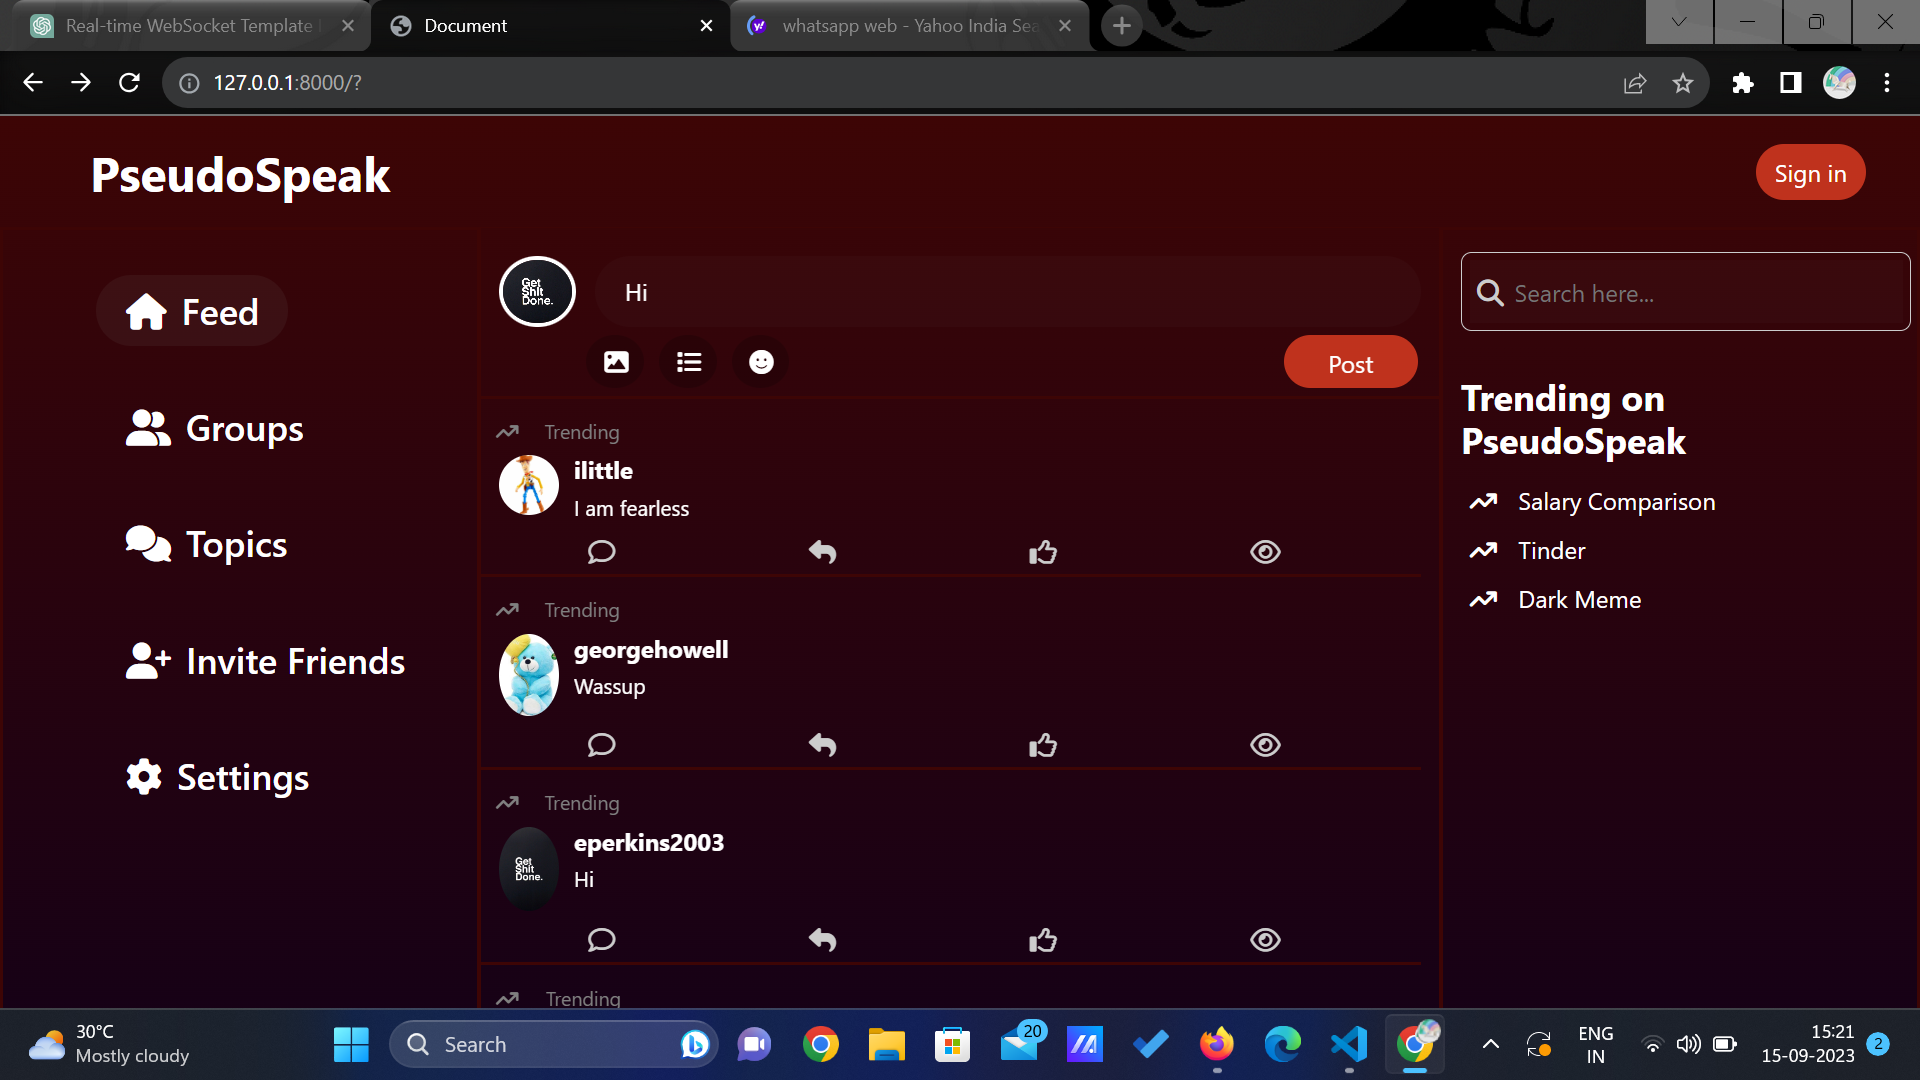 Real-time WebSocket Template
Document
whatsapp web - Yahoo India Sea
127.0.0.1:8000/?
PseudoSpeak
Sign in
Feed
Groups
Topics
Invite Friends
Settings
Get
Shit
Done.
Hi
Post
Trending
ilittle
I am fearless
Trending
georgehowell
Wassup
Trending
eperkins2003
Get
Shit
Done.
Hi
Trending
Search here...
Trending on
PseudoSpeak
Salary Comparison
Tinder
Dark Meme
30°C
Mostly cloudy
Search
20
ENG
IN
15:21
15-09-2023
2